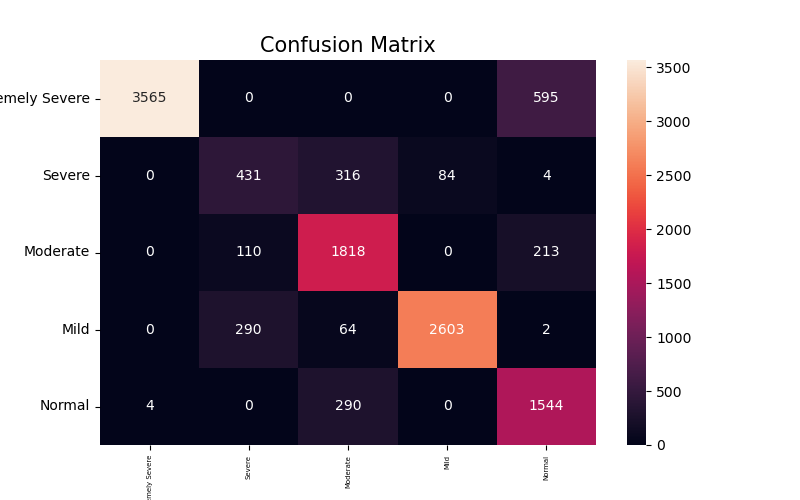 Confusion Matrix
emely Severe 3565 0 0 0 595
Severe 0 431 316 84 4
Moderate 0 110 1818 0 213
Mild 0 290 64 2603 2
Normal 4 0 290 0 1544
emely Severe
Severe
Moderate
Mild
Normal
3500
3000
2500
2000
1500
1000
500
0